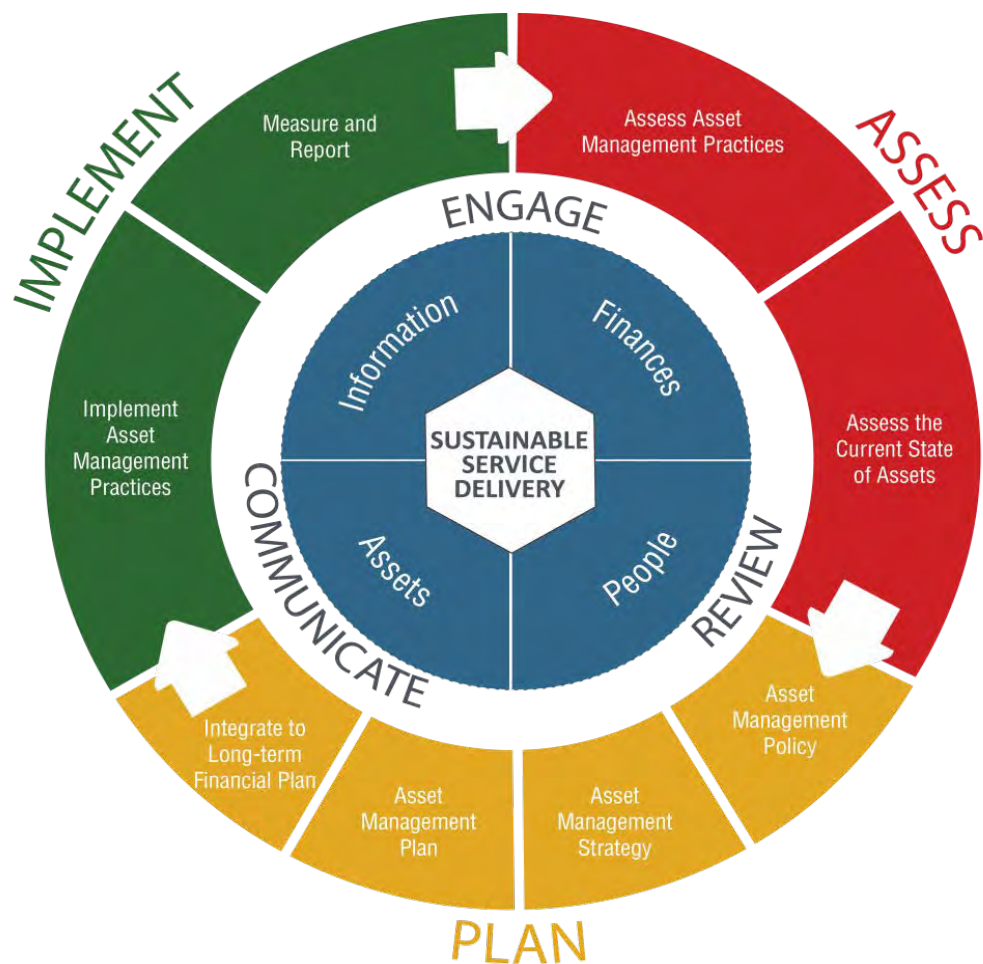 IMPLEMENT
ASSESS
PLAN
Measure and
Report
Assess Asset
Management Practices
Assess the
Current State
of Assets
Asset
Management
Policy
Asset
Management
Strategy
Asset
Management
Plan
Integrate to
Long-term
Financial Plan
Implement
Asset
Management
Practices
ENGAGE
REVIEW
COMMUNICATE
Information
Finances
People
Assets
SUSTAINABLE
SERVICE
DELIVERY